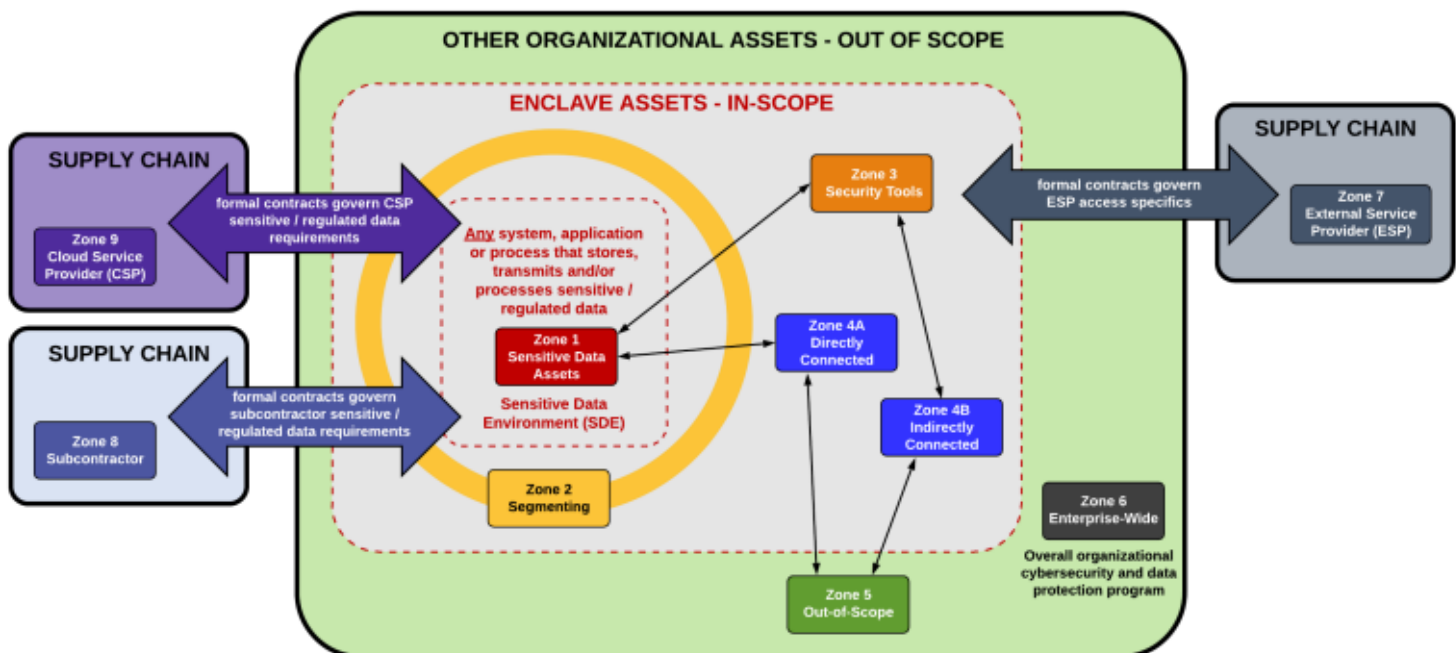 OTHER ORGANIZATIONAL ASSETS - OUT OF SCOPE
ENCLAVE ASSETS - IN-SCOPE
SUPPLY CHAIN
Zone 9
Cloud Service
Provider (CSP)
formal contracts govern CSP
sensitive / regulated data
requirements
SUPPLY CHAIN
Zone 8
Subcontractor
formal contracts govern
subcontractor sensitive /
regulated data requirements
Any system, application
or process that stores,
transmits and/or
processes sensitive /
regulated data
Zone 1
Sensitive Data
Assets
Sensitive Data
Environment (SDE)
Zone 2
Segmenting
Zone 3
Security Tools
Zone 4A
Directly
Connected
Zone 4B
Indirectly
Connected
Zone 5
Out-of-Scope
Zone 6
Enterprise-Wide
Overall organizational
cybersecurity and data
protection program
formal contracts govern
ESP access specifics
SUPPLY CHAIN
Zone 7
External Service
Provider (ESP)